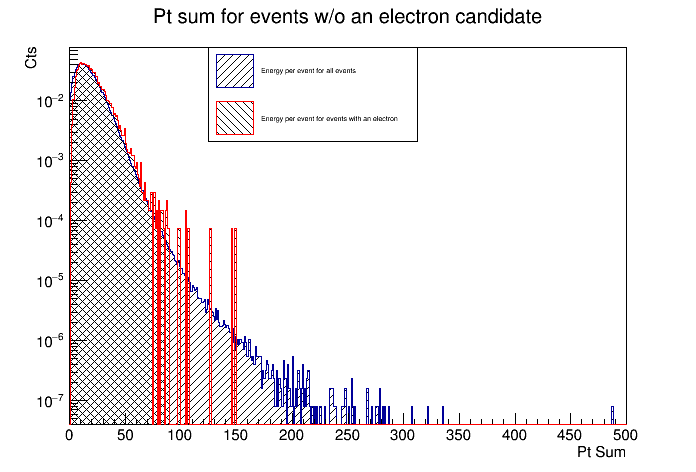 Pt sum for events w/o an electron candidate
Cts
Energy per event for all events
Energy per event for events with an electron
10⁻²
10⁻³
10⁻⁴
10⁻⁵
10⁻⁶
10⁻⁷
0 50 100 150 200 250 300 350 400 450 500
Pt Sum